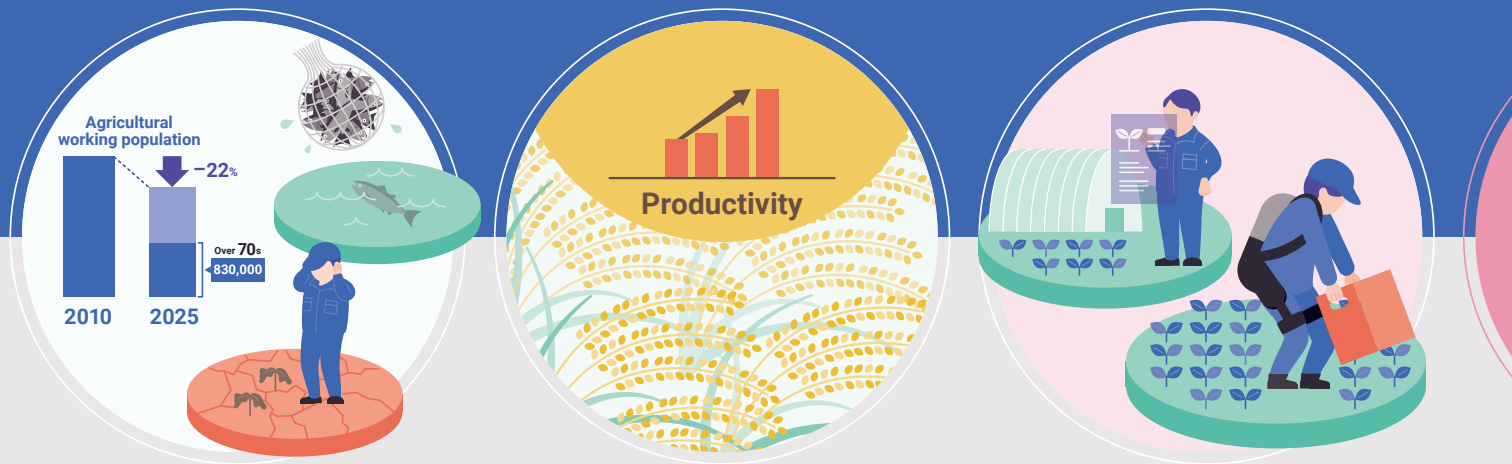 Agricultural
working population
−22%
Over 70s
830,000
2010
2025
Productivity